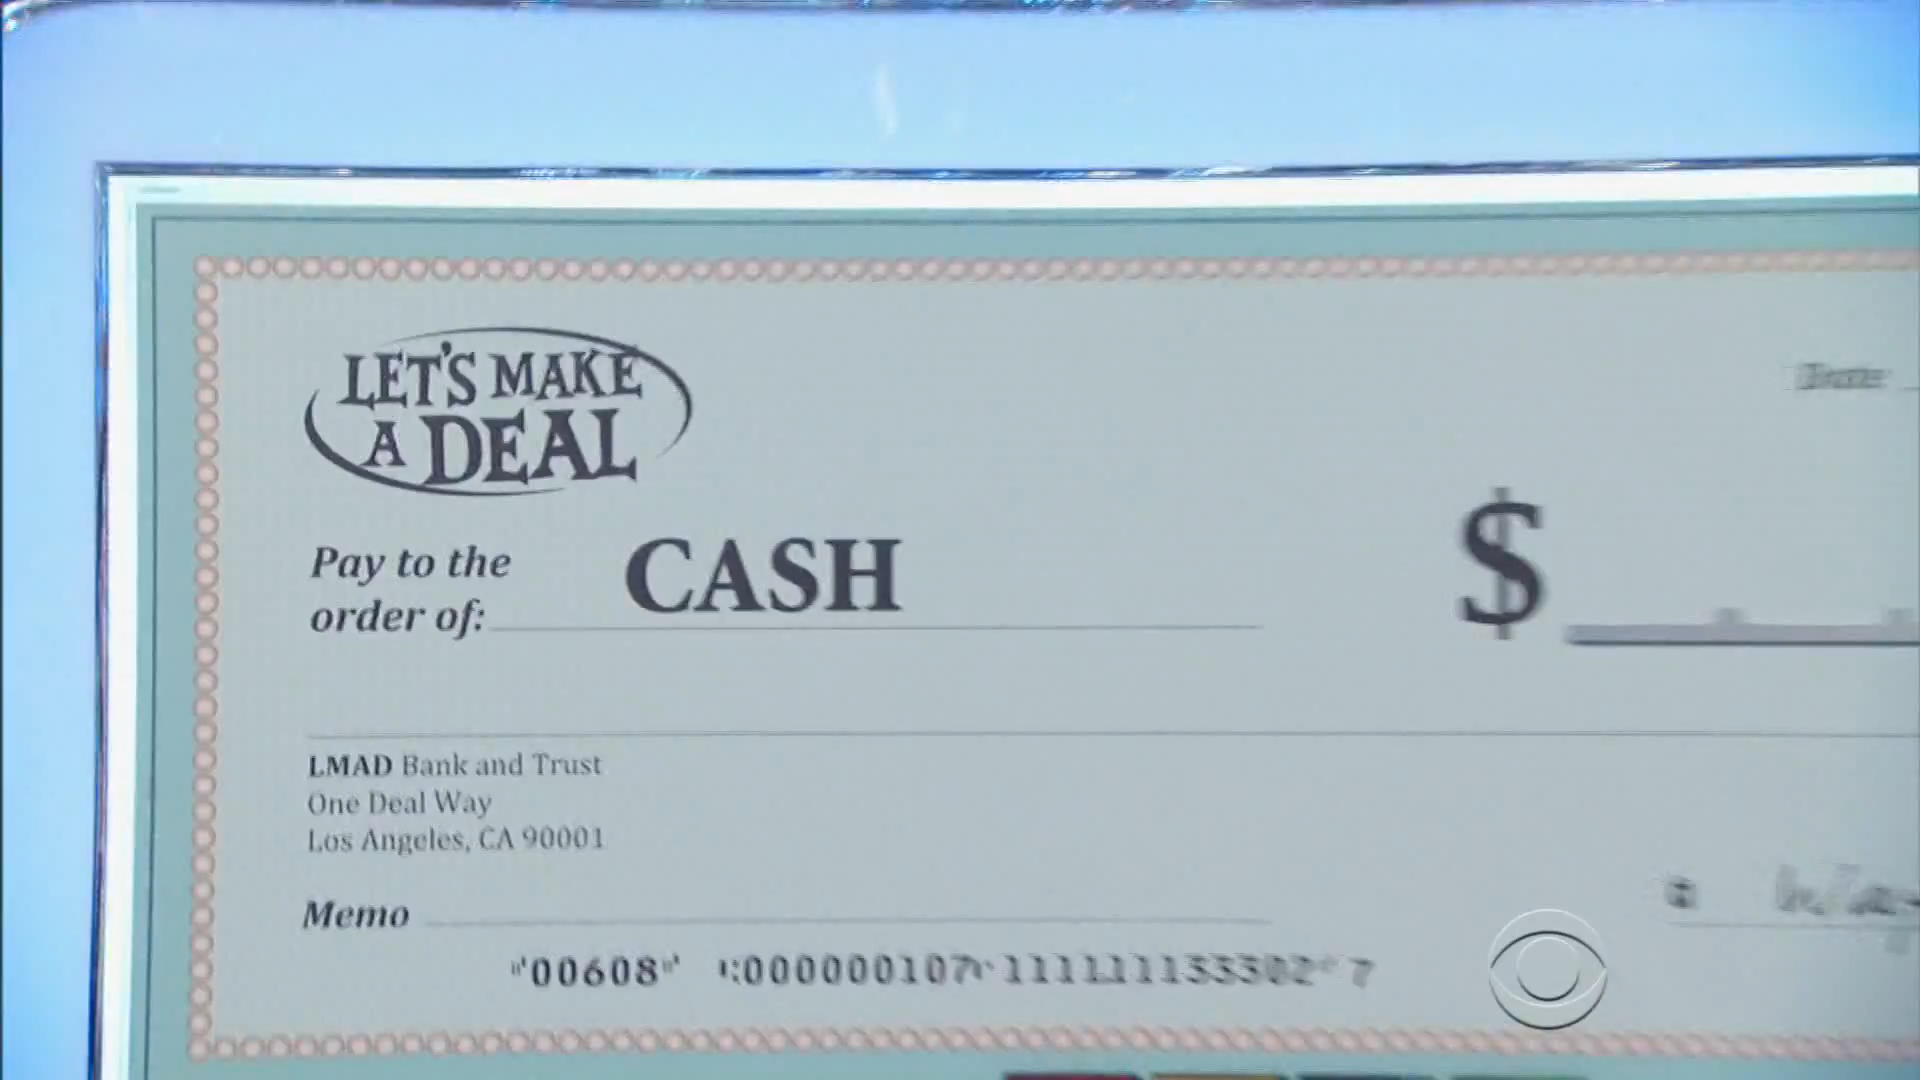 LET'S MAKE
A DEAL
Date
Pay to the
order of:
CASH
$
LMAD Bank and Trust
One Deal Way
Los Angeles, CA 90001
Memo
"00608"